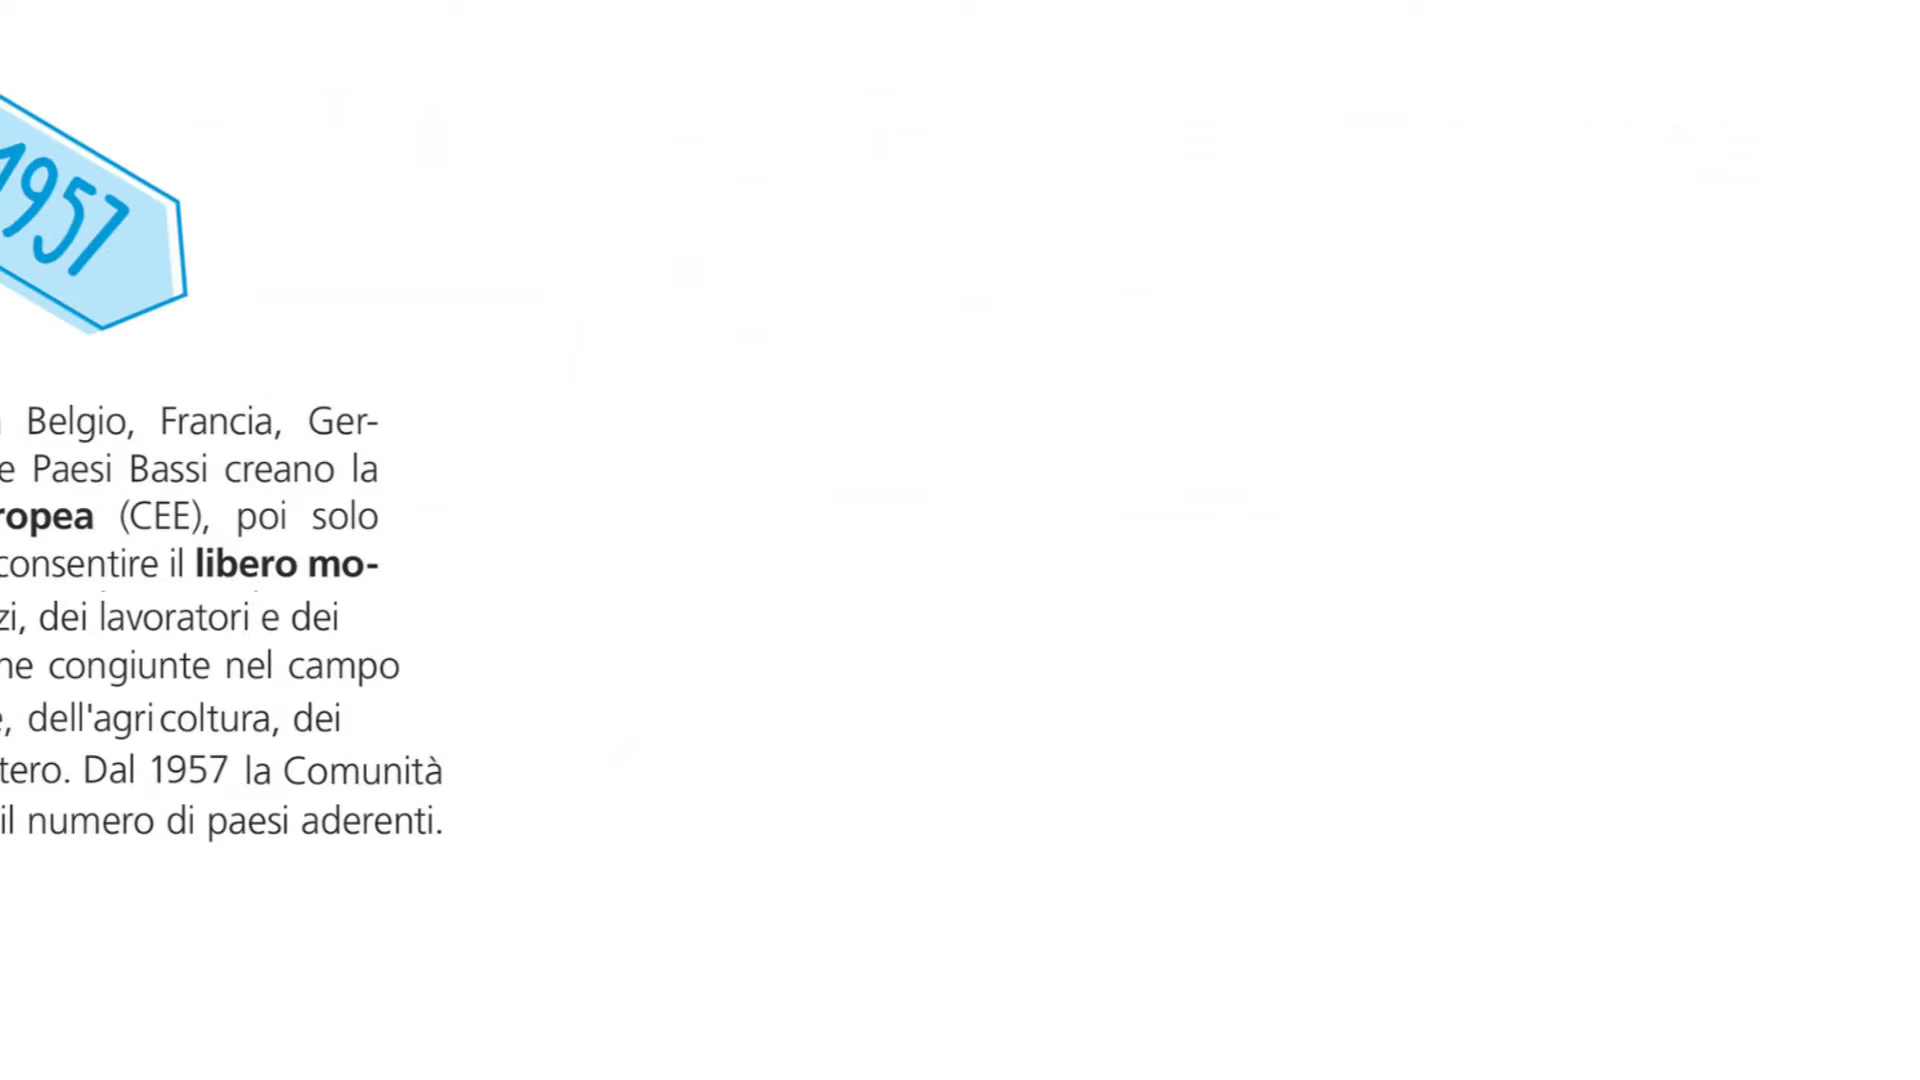 1957
Belgio, Francia, Ger-
e Paesi Bassi creano la
ropea (CEE), poi solo
consentire il libero mo-
zi, dei lavoratori e dei
ne congiunte nel campo
e, dell'agricoltura, dei
tero. Dal 1957 la Comunità
il numero di paesi aderenti.